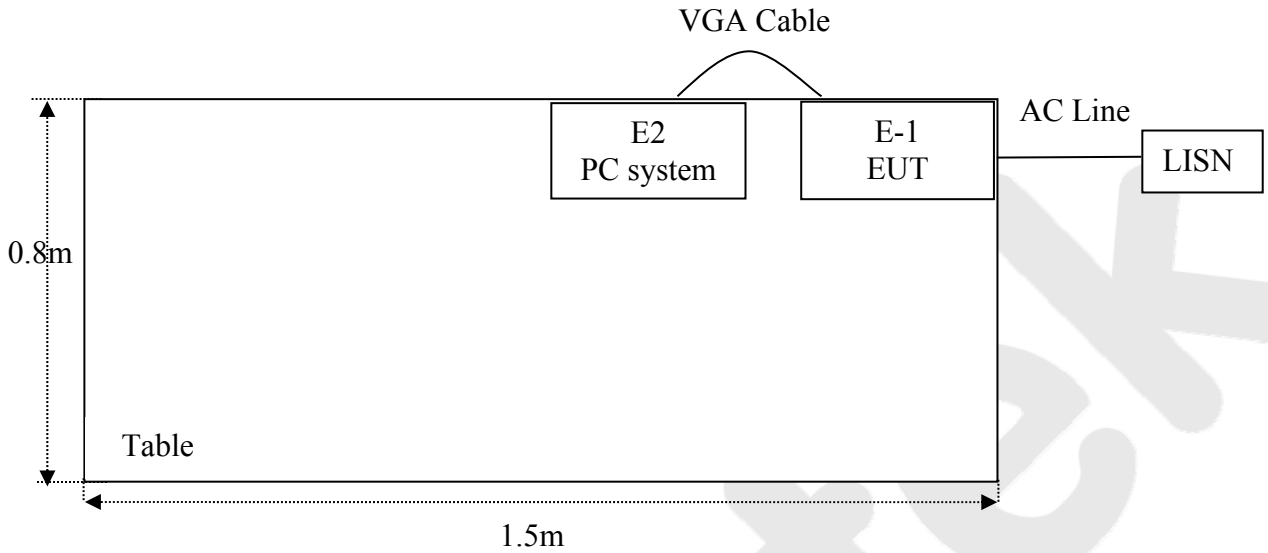 VGA Cable
E2
PC system
E-1
EUT
AC Line
LISN
0.8m
Table
1.5m